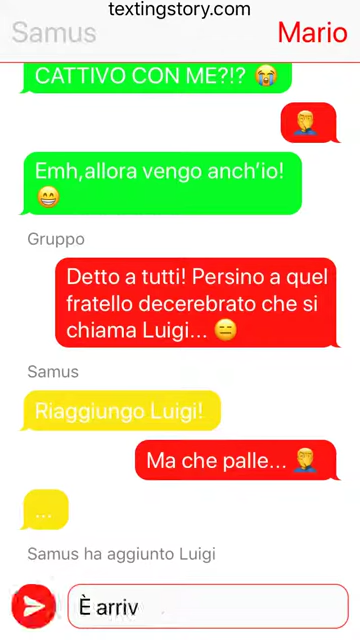 textingstory.com
Samus Mario
CATTIVO CON ME?!? 😭
🤦‍♂️
Emh,allora vengo anch'io!
😁
Gruppo
Detto a tutti! Persino a quel
fratello decerebrato che si
chiama Luigi... 😑
Samus
Riaggiungo Luigi!
Ma che palle... 🤦‍♂️
...
Samus ha aggiunto Luigi
È arriv